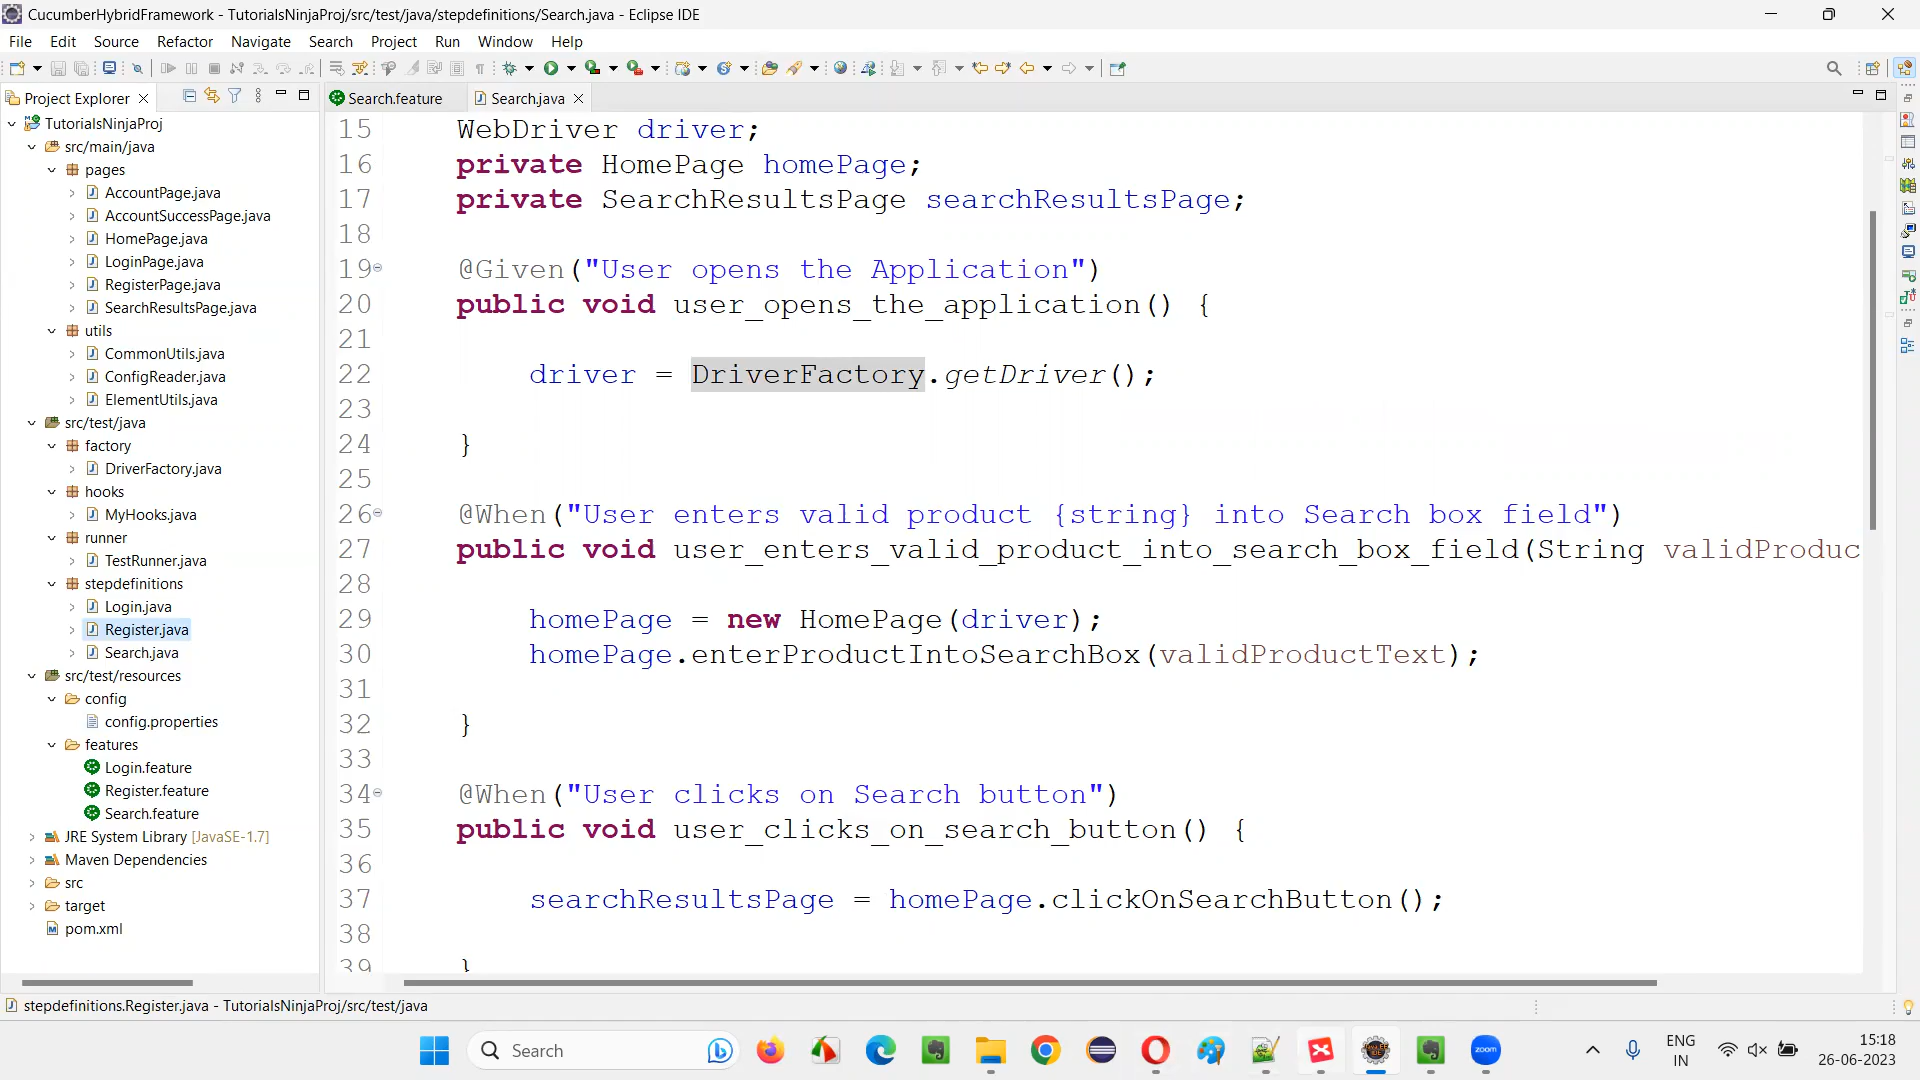 CucumberHybridFramework - TutorialsNinjaProj/src/test/java/stepdefinitions/Search.java - Eclipse IDE
File Edit Source Refactor Navigate Search Project Run Window Help
Project Explorer
Search.feature
Search.java
TutorialsNinjaProj
src/main/java
pages
AccountPage.java
AccountSuccessPage.java
HomePage.java
LoginPage.java
RegisterPage.java
SearchResultsPage.java
utils
CommonUtils.java
ConfigReader.java
ElementUtils.java
src/test/java
factory
DriverFactory.java
hooks
MyHooks.java
runner
TestRunner.java
stepdefinitions
Login.java
Register.java
Search.java
src/test/resources
config
config.properties
features
Login.feature
Register.feature
Search.feature
JRE System Library [JavaSE-1.7]
Maven Dependencies
src
target
pom.xml
15 WebDriver driver;
16 private HomePage homePage;
17 private SearchResultsPage searchResultsPage;
18
19 @Given("User opens the Application")
20 public void user_opens_the_application() {
21
22 driver = DriverFactory.getDriver();
23
24 }
25
26 @When("User enters valid product {string} into Search box field")
27 public void user_enters_valid_product_into_search_box_field(String validProduc
28
29 homePage = new HomePage(driver);
30 homePage.enterProductIntoSearchBox(validProductText);
31
32 }
33
34 @When("User clicks on Search button")
35 public void user_clicks_on_search_button() {
36
37 searchResultsPage = homePage.clickOnSearchButton();
38
39 }
stepdefinitions.Register.java - TutorialsNinjaProj/src/test/java
Search
zoom
ENG
IN
15:18
26-06-2023